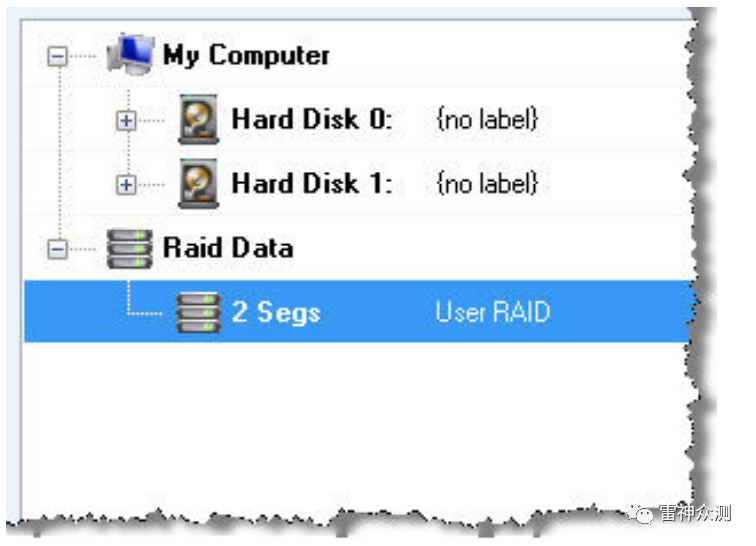 My Computer
Hard Disk 0: {no label}
Hard Disk 1: {no label}
Raid Data
2 Segs User RAID
雷神众测